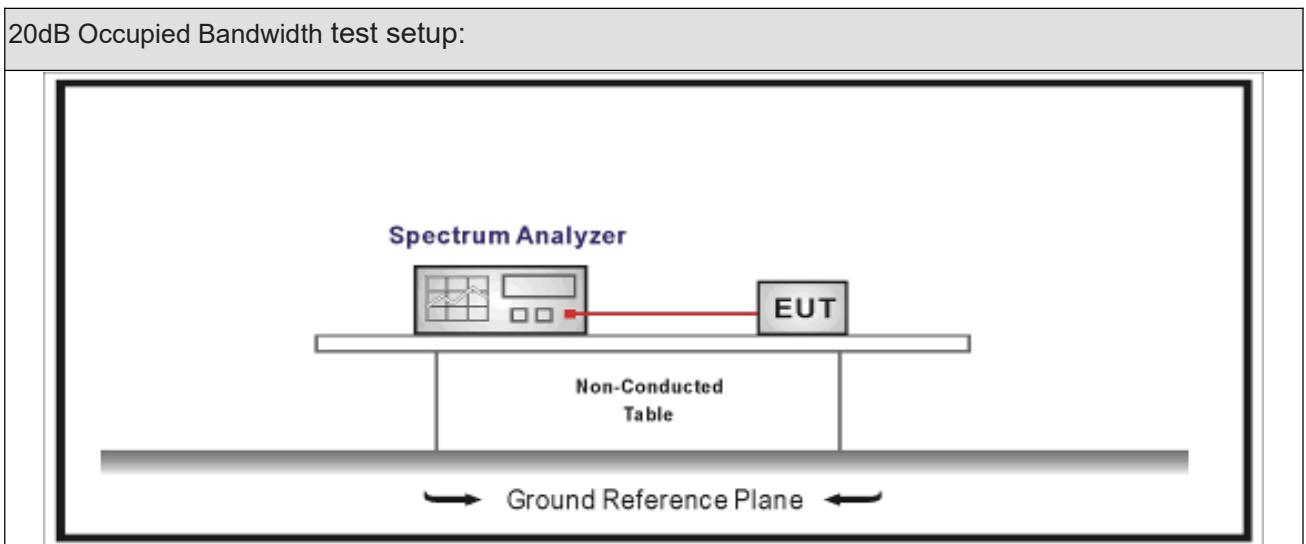 20dB Occupied Bandwidth test setup:
Spectrum Analyzer
EUT
Non-Conducted
Table
Ground Reference Plane